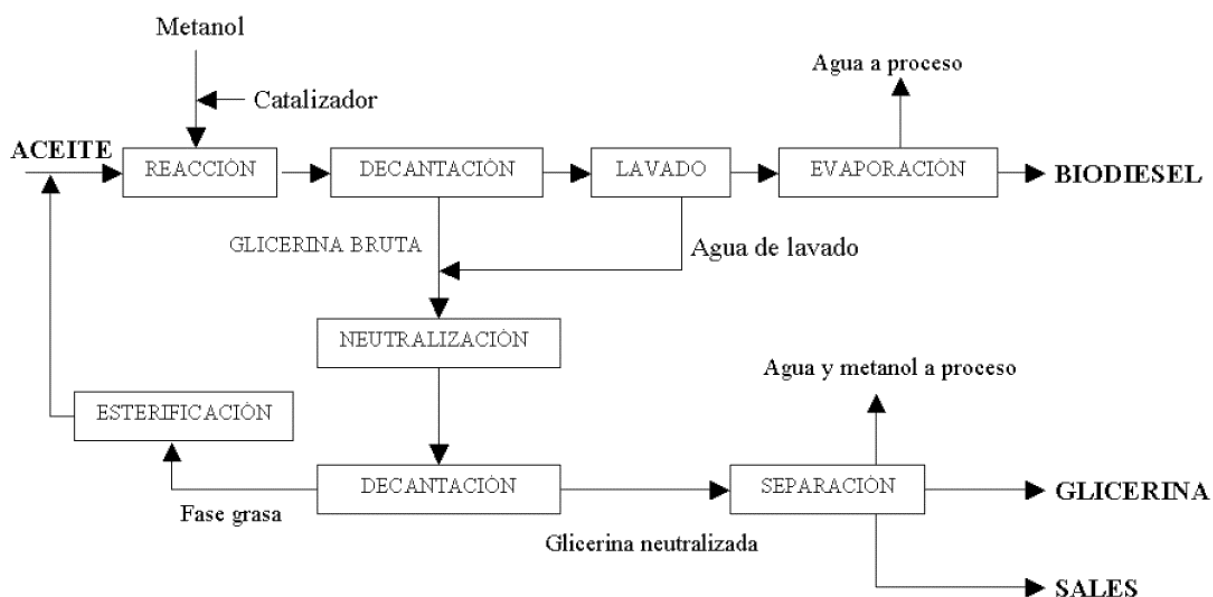 Metanol
Agua a proceso
Catalizador
ACEITE
REACCIÓN
DECANTACIÓN
LAVADO
EVAPORACIÓN
BIODIESEL
GLICERINA BRUTA
Agua de lavado
NEUTRALIZACIÓN
Agua y metanol a proceso
ESTERIFICACIÓN
DECANTACIÓN
SEPARACIÓN
GLICERINA
Fase grasa
Glicerina neutralizada
SALES